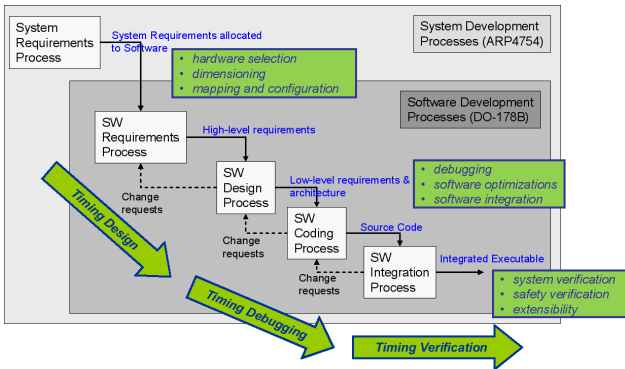 System
Requirements
Process
System Requirements allocated
to Software
System Development
Processes (ARP4754)
• hardware selection
• dimensioning
• mapping and configuration
Software Development
Processes (DO-178B)
SW
Requirements
Process
High-level requirements
SW
Design
Process
Low-level requirements &
architecture
• debugging
• software optimizations
• software integration
Change
requests
SW
Coding
Process
Source Code
Change
requests
SW
Integration
Process
Integrated Executable
Change
requests
• system verification
• safety verification
• extensibility
Timing Design
Timing Debugging
Timing Verification